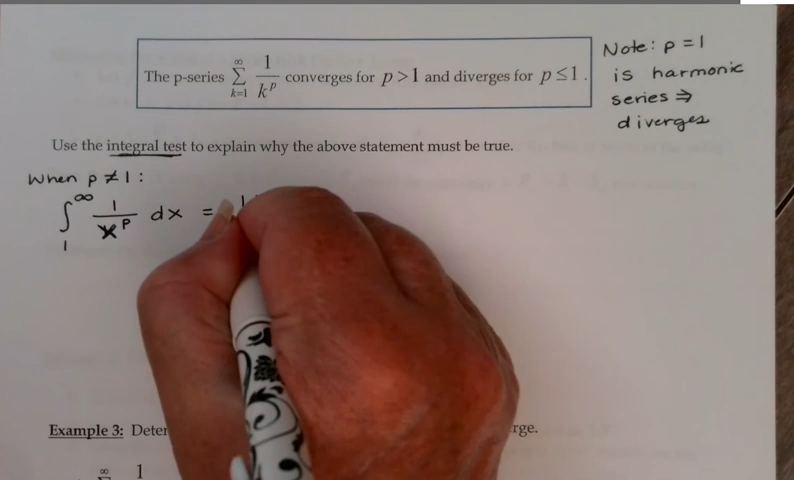 The p-series ∞ ∑ k=1 1/k^p converges for p > 1 and diverges for p ≤ 1.
Note: p = 1
is harmonic
series ⇒
diverges
Use the integral test to explain why the above statement must be true.
When p ≠ 1:
∫ 1 ∞ 1/x^p dx =
Example 3: rge.
∞ 1